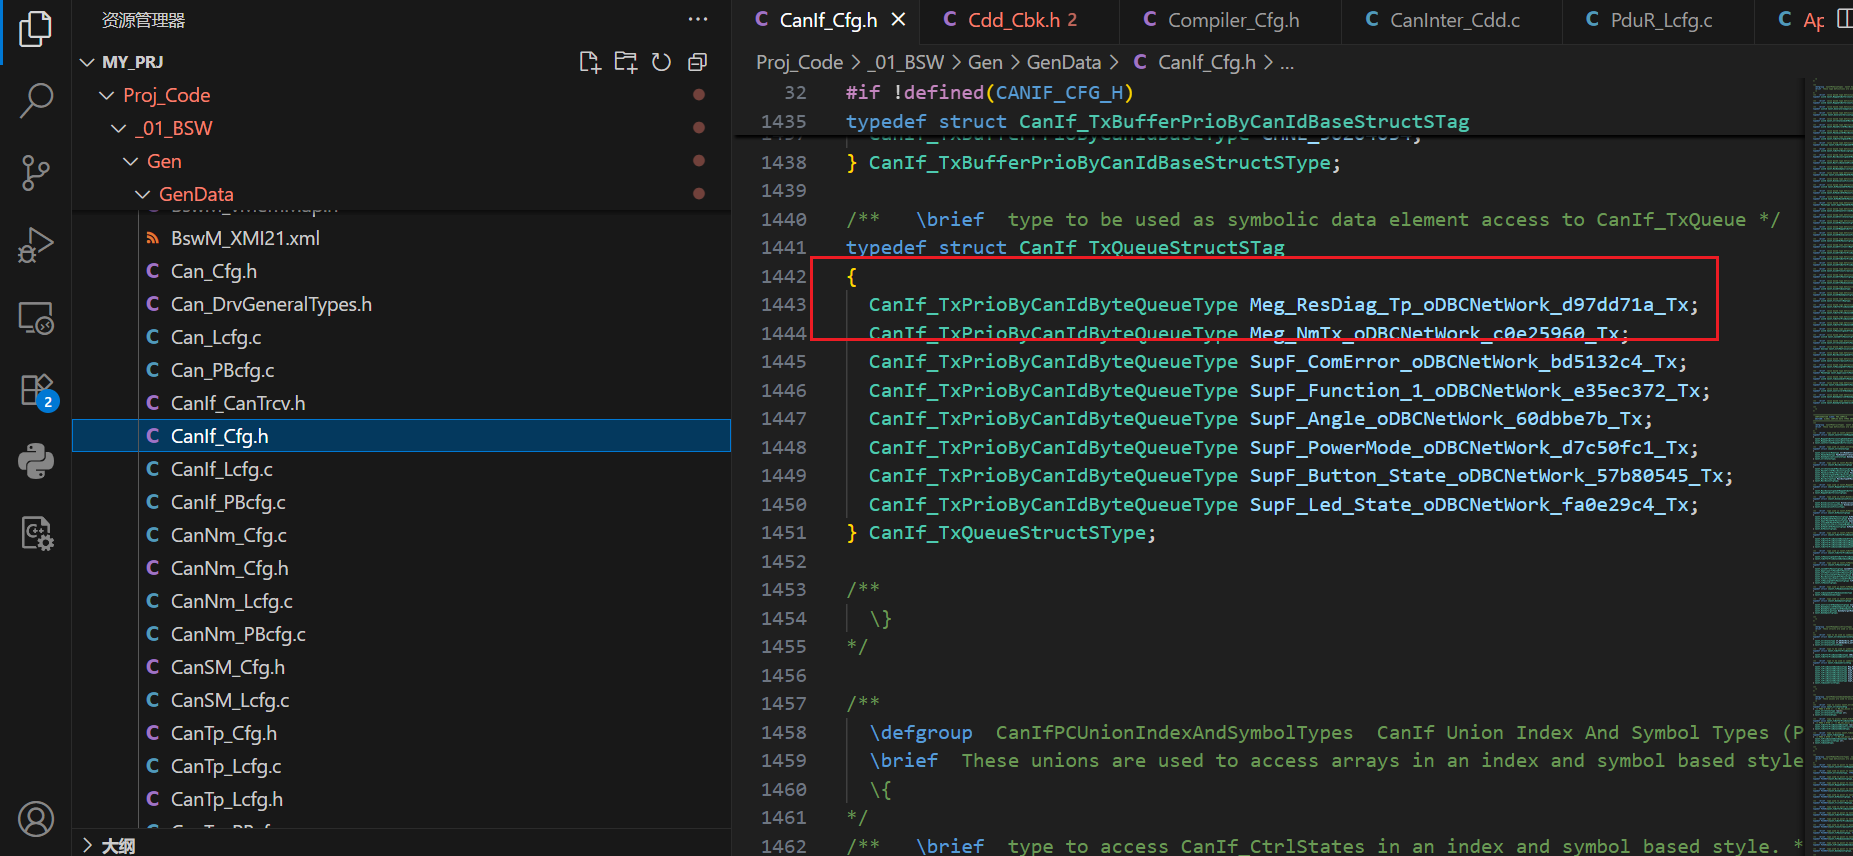 资源管理器
MY_PRJ
Proj_Code
_01_BSW
Gen
GenData
BswM_XMI21.xml
Can_Cfg.h
Can_DrvGeneralTypes.h
Can_Lcfg.c
Can_PBcfg.c
CanIf_CanTrcv.h
CanIf_Cfg.h
CanIf_Lcfg.c
CanIf_PBcfg.c
CanNm_Cfg.c
CanNm_Cfg.h
CanNm_Lcfg.c
CanNm_PBcfg.c
CanSM_Cfg.h
CanSM_Lcfg.c
CanTp_Cfg.h
CanTp_Lcfg.c
CanTp_Lcfg.h
大纲
2
CanIf_Cfg.h
Cdd_Cbk.h 2
Compiler_Cfg.h
CanInter_Cdd.c
PduR_Lcfg.c
Proj_Code > _01_BSW > Gen > GenData > C CanIf_Cfg.h > ...
32 #if !defined(CANIF_CFG_H)
1435 typedef struct CanIf_TxBufferPrioByCanIdBaseStructSTag
1438 } CanIf_TxBufferPrioByCanIdBaseStructSType;
1439
1440 /** \brief type to be used as symbolic data element access to CanIf_TxQueue */
1441 typedef struct CanIf_TxQueueStructSTag
1442 {
1443 CanIf_TxPrioByCanIdByteQueueType Meg_ResDiag_Tp_oDBCNetWork_d97dd71a_Tx;
1444 CanIf_TxPrioByCanIdByteQueueType Meg_NmTx_oDBCNetWork_c0e25960_Tx;
1445 CanIf_TxPrioByCanIdByteQueueType SupF_ComError_oDBCNetWork_bd5132c4_Tx;
1446 CanIf_TxPrioByCanIdByteQueueType SupF_Function_1_oDBCNetWork_e35ec372_Tx;
1447 CanIf_TxPrioByCanIdByteQueueType SupF_Angle_oDBCNetWork_60dbbe7b_Tx;
1448 CanIf_TxPrioByCanIdByteQueueType SupF_PowerMode_oDBCNetWork_d7c50fc1_Tx;
1449 CanIf_TxPrioByCanIdByteQueueType SupF_Button_State_oDBCNetWork_57b80545_Tx;
1450 CanIf_TxPrioByCanIdByteQueueType SupF_Led_State_oDBCNetWork_fa0e29c4_Tx;
1451 } CanIf_TxQueueStructSType;
1452
1453 /**
1454 \}
1455 */
1456
1457 /**
1458 \defgroup CanIfPCUnionIndexAndSymbolTypes CanIf Union Index And Symbol Types (P
1459 \brief These unions are used to access arrays in an index and symbol based style
1460 \{
1461 */
1462 /** \brief type to access CanIf_CtrlStates in an index and symbol based style. *